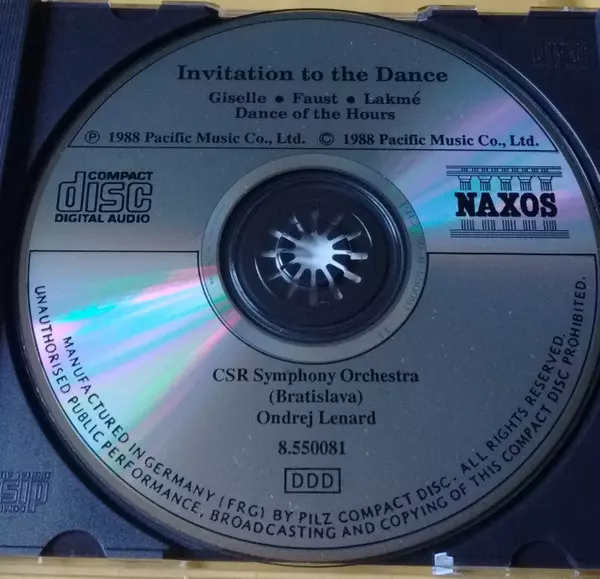 Invitation to the Dance
Giselle • Faust • Lakmé
Dance of the Hours
℗ 1988 Pacific Music Co., Ltd. © 1988 Pacific Music Co., Ltd.
COMPACT
disc
DIGITAL AUDIO
NAXOS
CSR Symphony Orchestra
(Bratislava)
Ondrej Lenard
8.550081
DDD
MANUFACTURED IN GERMANY (FRG) BY PILZ COMPACT DISC. ALL RIGHTS RESERVED.
UNAUTHORISED PUBLIC PERFORMANCE, BROADCASTING AND COPYING OF THIS COMPACT DISC PROHIBITED.